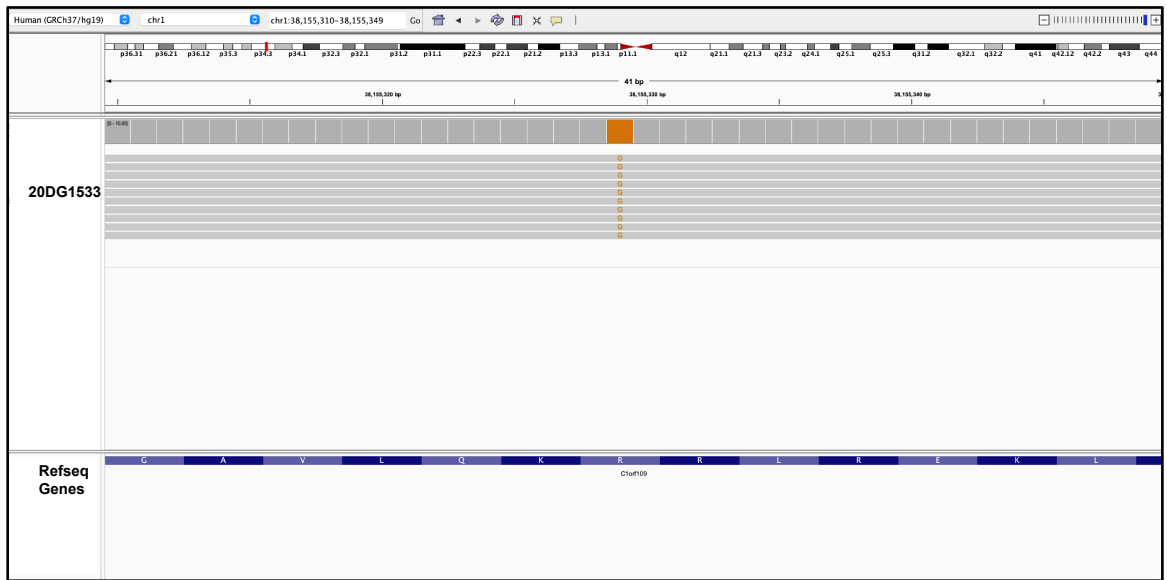 Human (GRCh37/hg19) chr1 chr1:38,155,310-38,155,349 Go
p36.31 p36.21 p36.12 p35.3 p34.3 p34.1 p32.3 p32.1 p31.2 p31.1 p22.3 p22.1 p21.2 p13.3 p13.1 p11.1 q12 q21.1 q21.3 q23.2 q24.1 q25.1 q25.3 q31.2 q32.1 q32.2 q41 q42.12 q42.2 q43 q44
41 bp
38,155,320 bp 38,155,330 bp 38,155,340 bp 3
[0 - 10.00]
G
G
G
G
G
G
G
G
G
G
20DG1533
G A V L Q K R R L R E K L
Refseq
Genes
C1orf109